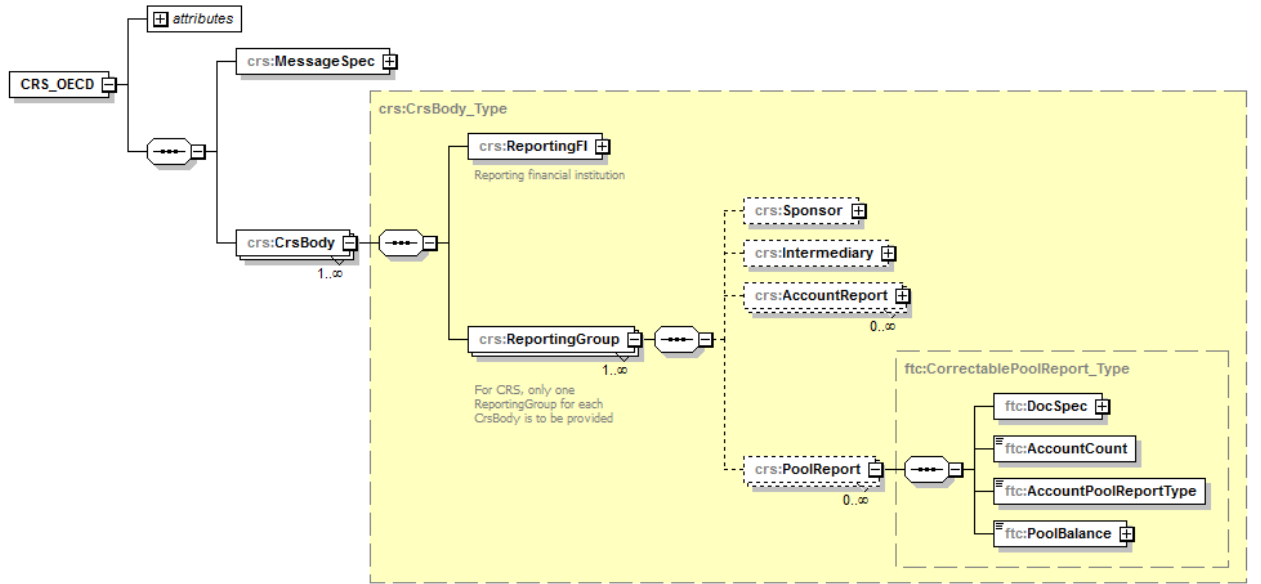 attributes
CRS_OECD
crs:MessageSpec
crs:CrsBody_Type
crs:ReportingFI
Reporting financial institution
crs:Sponsor
crs:CrsBody
1..∞
crs:Intermediary
crs:AccountReport
0..∞
crs:ReportingGroup
1..∞
For CRS, only one
ReportingGroup for each
CrsBody is to be provided
ftc:CorrectablePoolReport_Type
ftc:DocSpec
ftc:AccountCount
crs:PoolReport
0..∞
ftc:AccountPoolReportType
ftc:PoolBalance